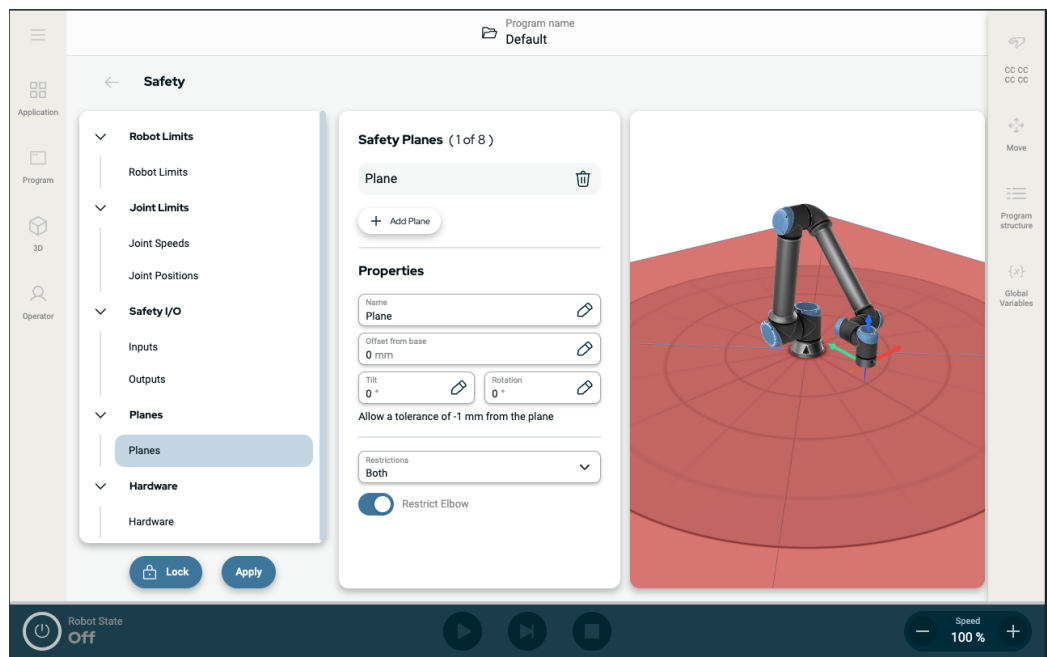 Program name
Default
Application
Program
3D
Operator
Safety
Robot Limits
Robot Limits
Joint Limits
Joint Speeds
Joint Positions
Safety I/O
Inputs
Outputs
Planes
Planes
Hardware
Hardware
Lock
Apply
Safety Planes (1 of 8)
Plane
+ Add Plane
Properties
Name
Plane
Offset from base
0 mm
Tilt
0 °
Rotation
0 °
Allow a tolerance of -1 mm from the plane
Restrictions
Both
Restrict Elbow
CC CC
CC CC
Move
Program
structure
{x}
Global
Variables
Robot State
Off
Speed
100 %